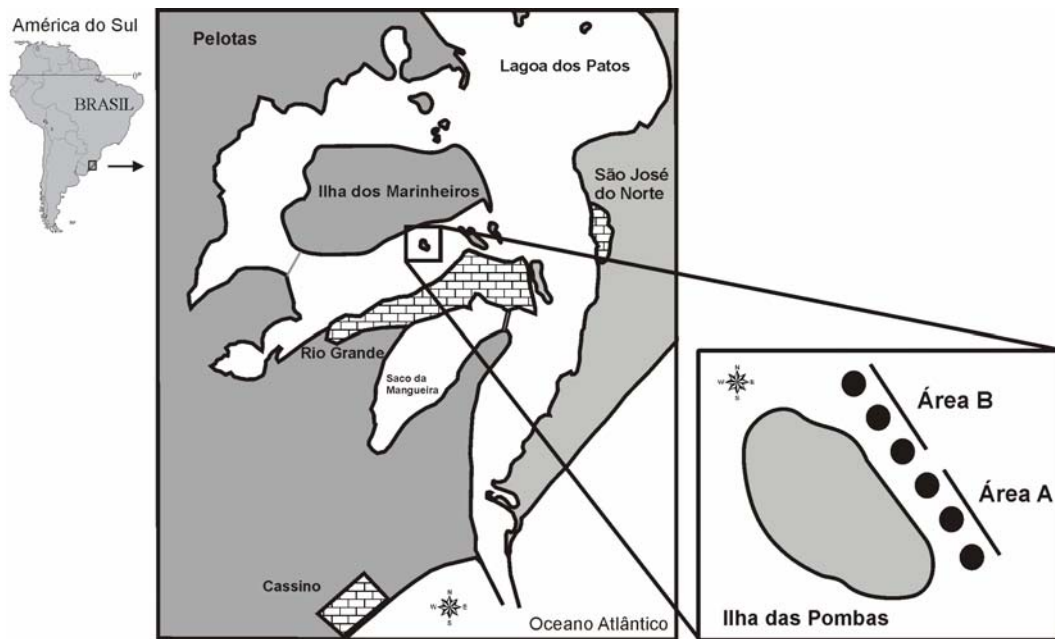 América do Sul
0º
BRASIL
Pelotas
Lagoa dos Patos
Ilha dos Marinheiros
São José
do Norte
Rio Grande
Saco da
Mangueira
Cassino
N
W E
S
Oceano Atlântico
N
W E
S
Área B
Área A
Ilha das Pombas